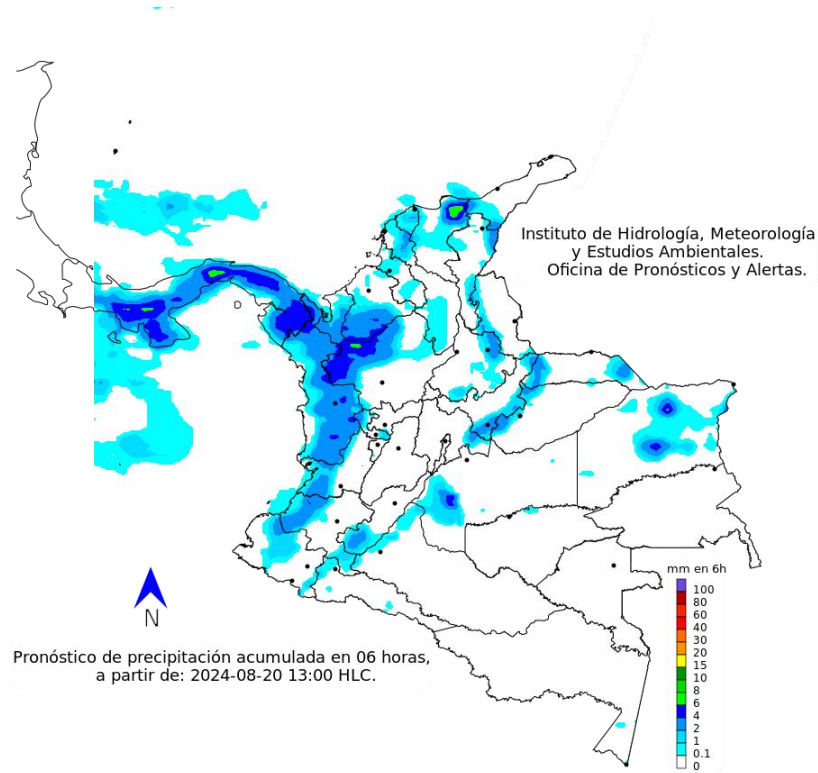 Instituto de Hidrología, Meteorología
y Estudios Ambientales.
Oficina de Pronósticos y Alertas.
mm en 6h
100
80
60
40
30
20
15
10
8
6
4
2
1
0.1
0
N
Pronóstico de precipitación acumulada en 06 horas,
a partir de: 2024-08-20 13:00 HLC.